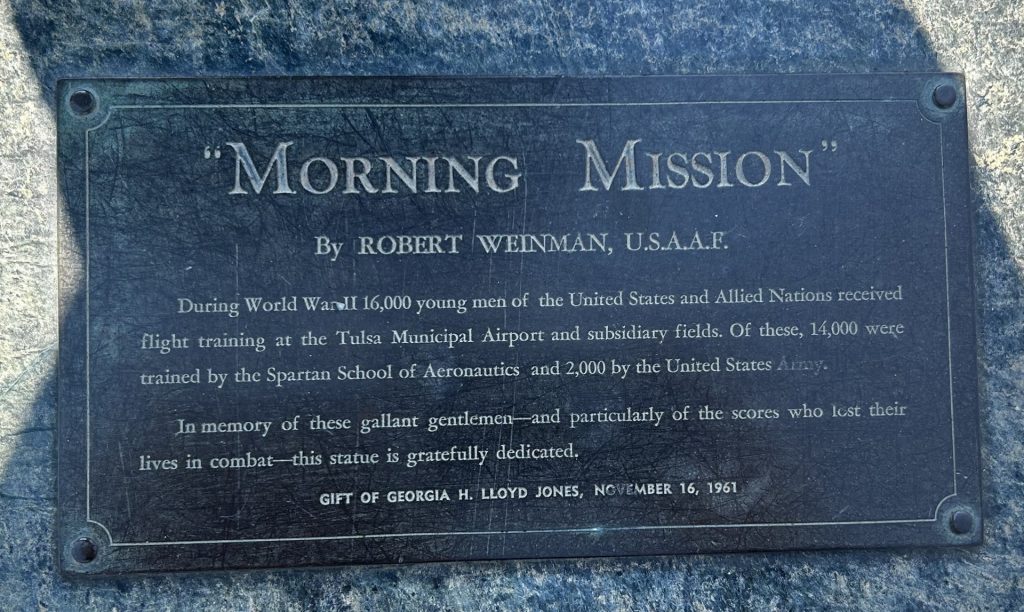 "MORNING MISSION"
By ROBERT WEINMAN, U.S.A.A.F.
During World War II 16,000 young men of the United States and Allied Nations received
flight training at the Tulsa Municipal Airport and subsidiary fields. Of these, 14,000 were
trained by the Spartan School of Aeronautics and 2,000 by the United States Army.
In memory of these gallant gentlemen—and particularly of the scores who lost their
lives in combat—this statue is gratefully dedicated.
GIFT OF GEORGIA H. LLOYD JONES, NOVEMBER 16, 1961